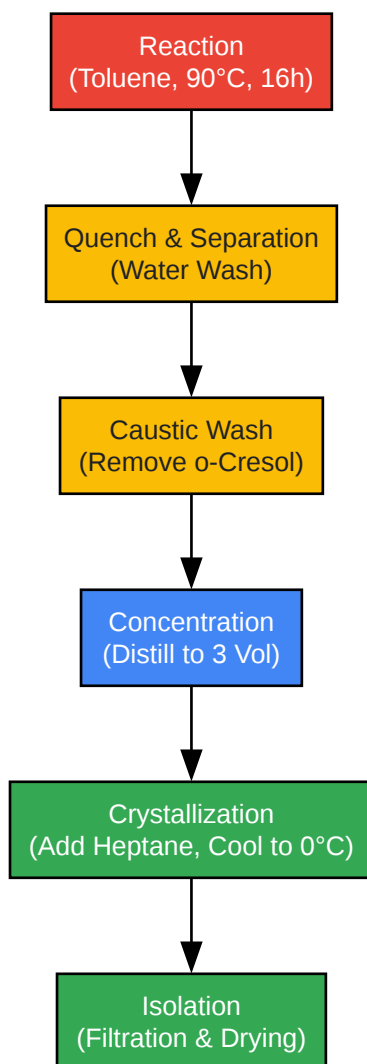 Reaction
(Toluene, 90°C, 16h)
Quench & Separation
(Water Wash)
Caustic Wash
(Remove o-Cresol)
Concentration
(Distill to 3 Vol)
Crystallization
(Add Heptane, Cool to 0°C)
Isolation
(Filtration & Drying)